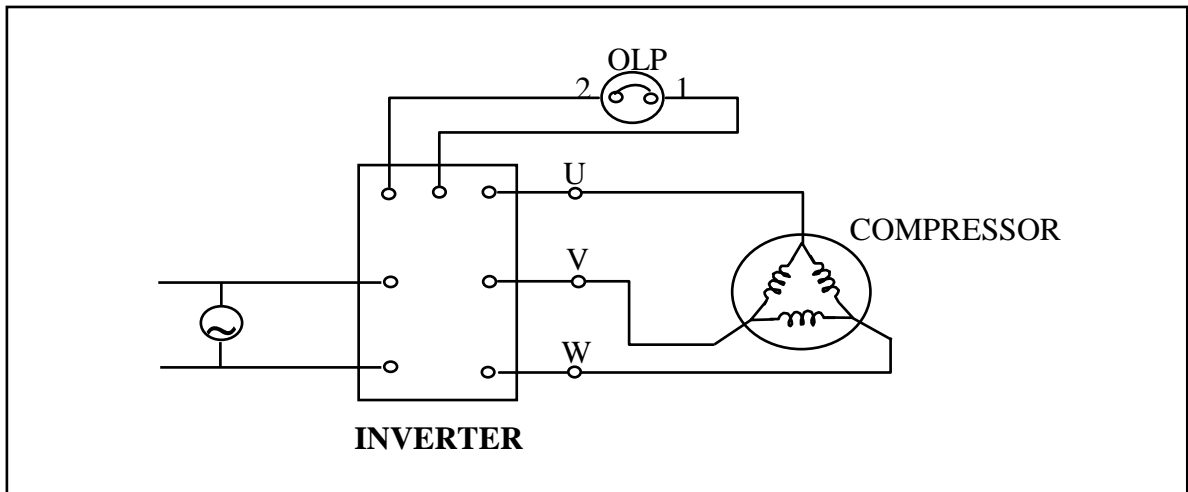 OLP
2 1
U
COMPRESSOR
V
W
INVERTER